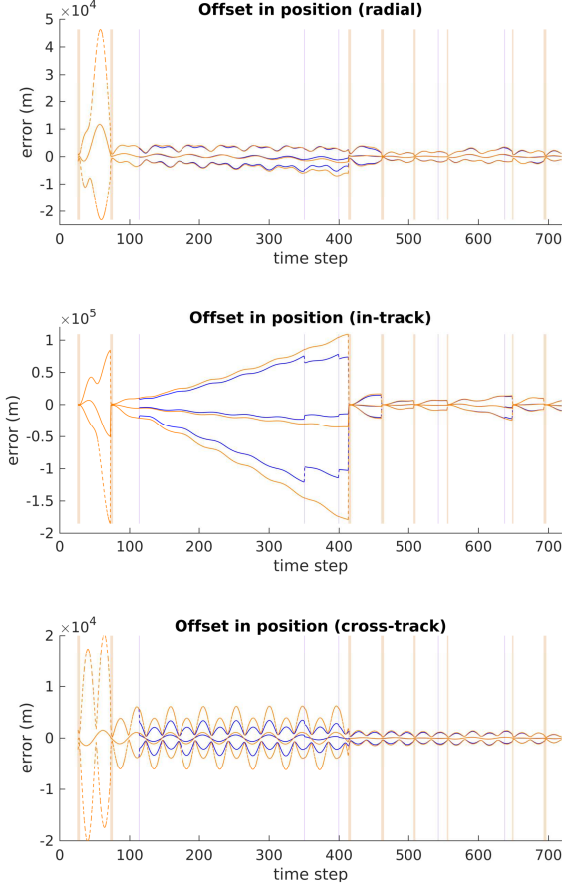 Offset in position (radial)
×10⁴
5
4
3
2
1
0
-1
-2
error (m)
0 100 200 300 400 500 600 700
time step
Offset in position (in-track)
×10⁵
1
0.5
0
-0.5
-1
-1.5
-2
error (m)
0 100 200 300 400 500 600 700
time step
Offset in position (cross-track)
×10⁴
2
1
0
-1
-2
error (m)
0 100 200 300 400 500 600 700
time step